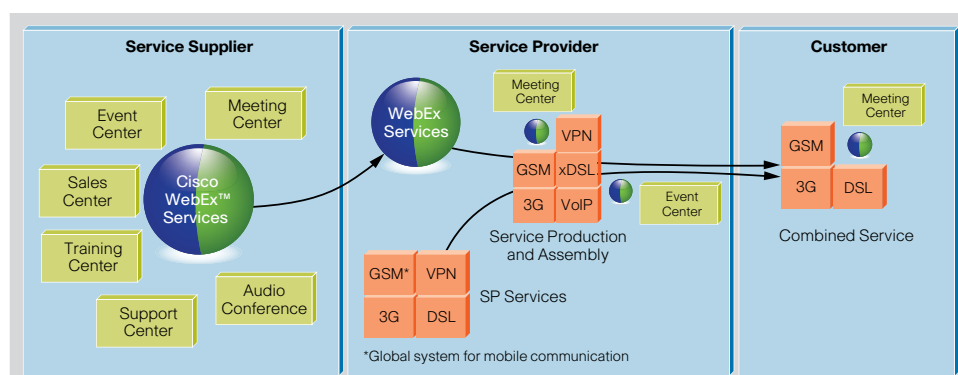 Service Supplier
Event
Center
Meeting
Center
Sales
Center
Cisco
WebEx™
Services
Training
Center
Support
Center
Audio
Conference
Service Provider
WebEx
Services
Meeting
Center
VPN
GSM xDSL
3G VoIP
Event
Center
Service Production
and Assembly
GSM* VPN
3G DSL
SP Services
*Global system for mobile communication
Customer
Meeting
Center
GSM
3G DSL
Combined Service